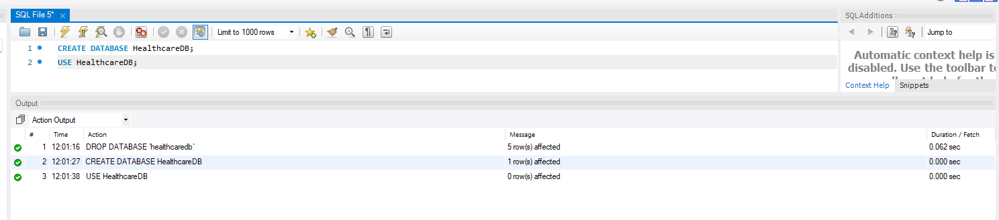 SQL File 5*
SQLAdditions
Limit to 1000 rows
Jump to
1 CREATE DATABASE HealthcareDB;
2 USE HealthcareDB;
Automatic context help is
disabled. Use the toolbar to
Context Help Snippets
Output
Action Output
# Time Action Message Duration / Fetch
1 12:01:16 DROP DATABASE `healthcaredb` 5 row(s) affected 0.062 sec
2 12:01:27 CREATE DATABASE HealthcareDB 1 row(s) affected 0.000 sec
3 12:01:38 USE HealthcareDB 0 row(s) affected 0.000 sec